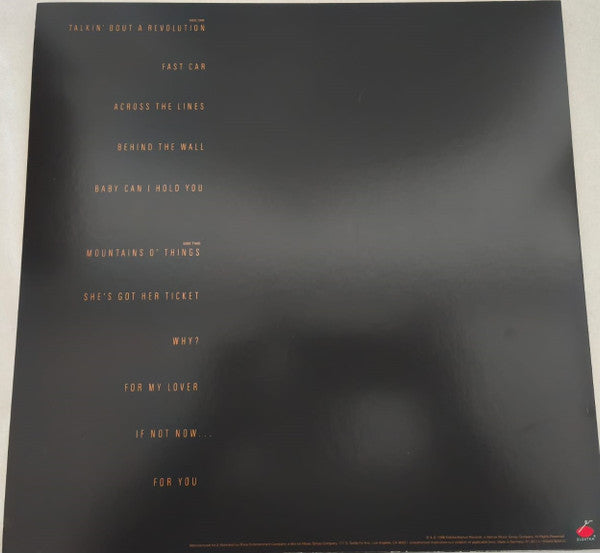 SIDE ONE
TALKIN' BOUT A REVOLUTION
FAST CAR
ACROSS THE LINES
BEHIND THE WALL
BABY CAN I HOLD YOU
SIDE TWO
MOUNTAINS O' THINGS
SHE'S GOT HER TICKET
WHY?
FOR MY LOVER
IF NOT NOW...
FOR YOU
ELEKTRA